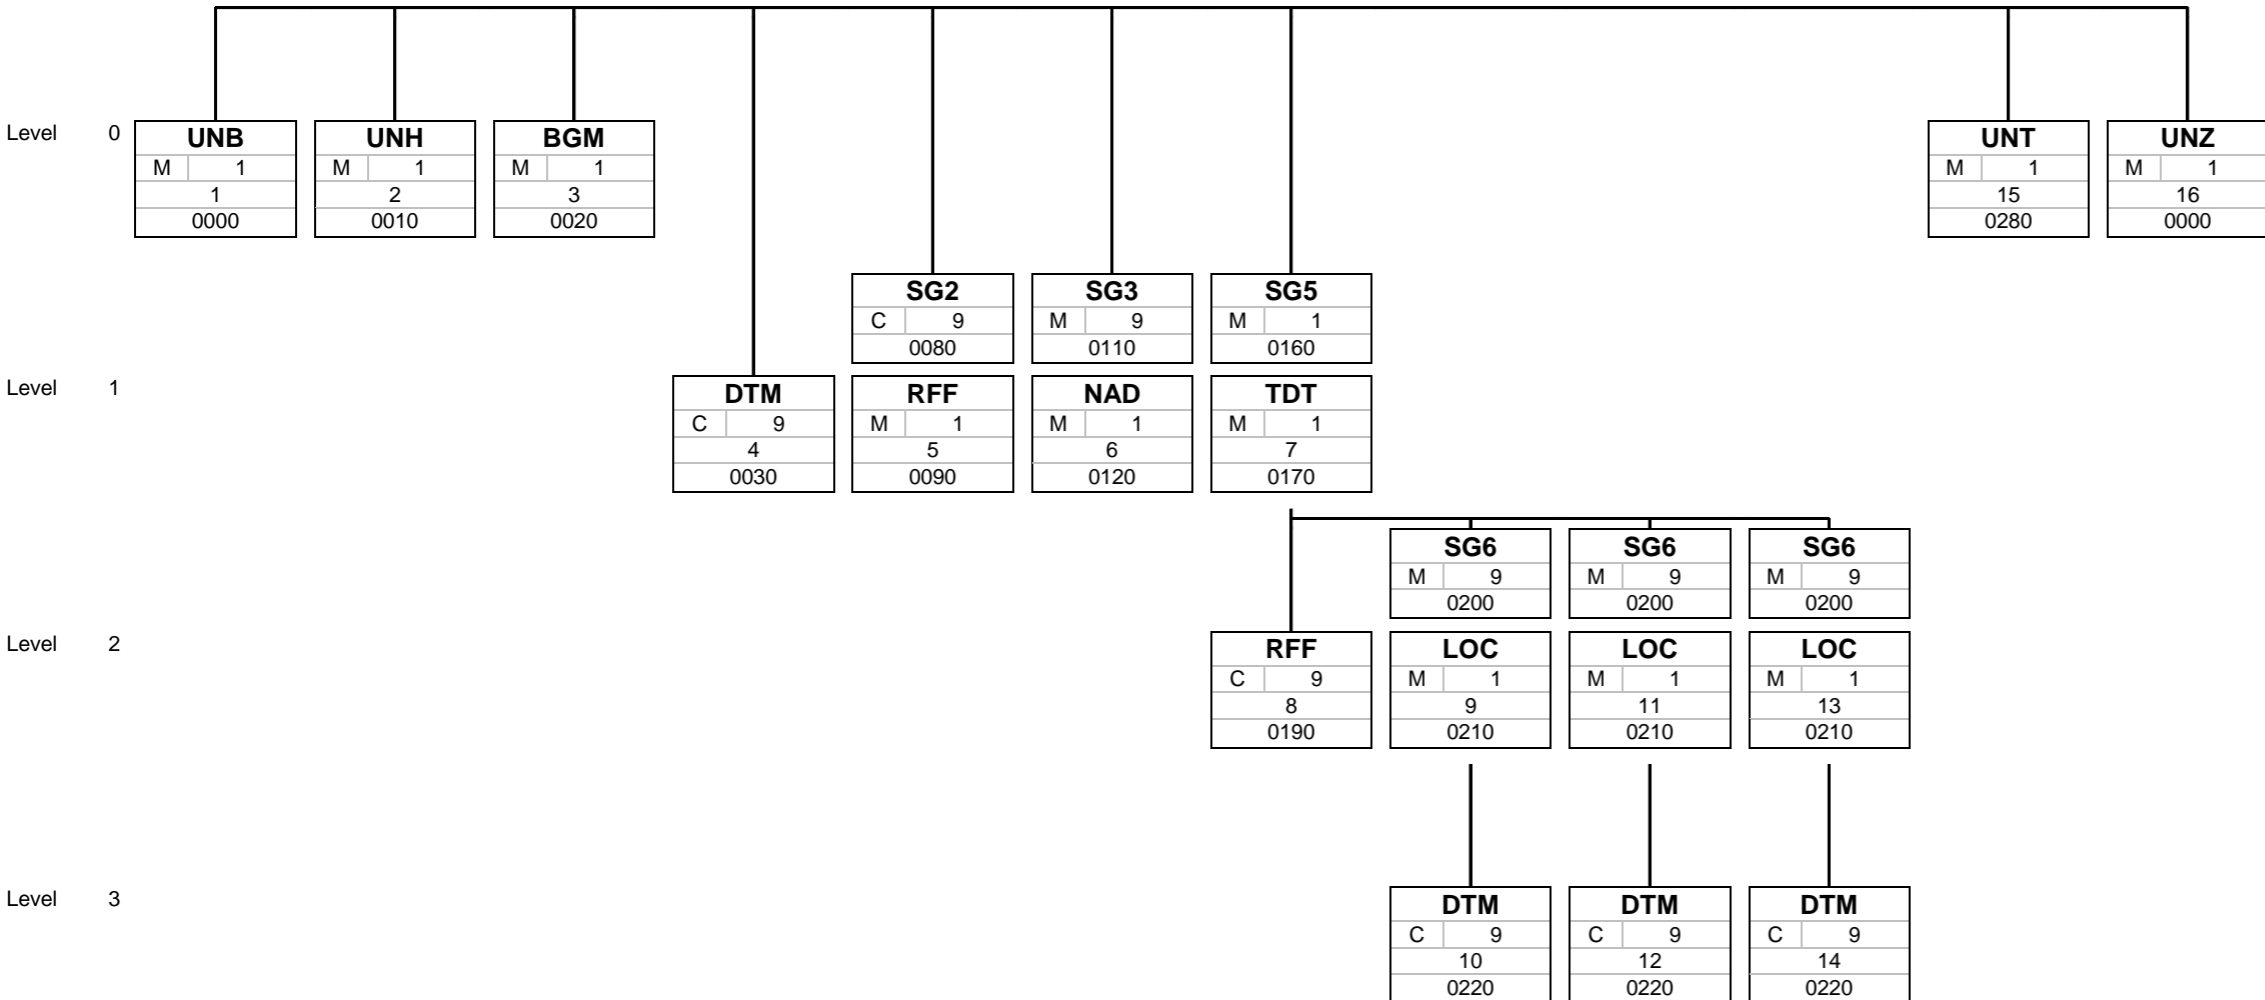 Level 0
UNB UNH BGM UNT UNZ
M 1 M 1 M 1 M 1 M 1
1 2 3 15 16
0000 0010 0020 0280 0000
SG2 SG3 SG5
C 9 M 9 M 1
0080 0110 0160
Level 1
DTM RFF NAD TDT
C 9 M 1 M 1 M 1
4 5 6 7
0030 0090 0120 0170
SG6 SG6 SG6
M 9 M 9 M 9
0200 0200 0200
Level 2
RFF LOC LOC LOC
C 9 M 1 M 1 M 1
8 9 11 13
0190 0210 0210 0210
Level 3
DTM DTM DTM
C 9 C 9 C 9
10 12 14
0220 0220 0220